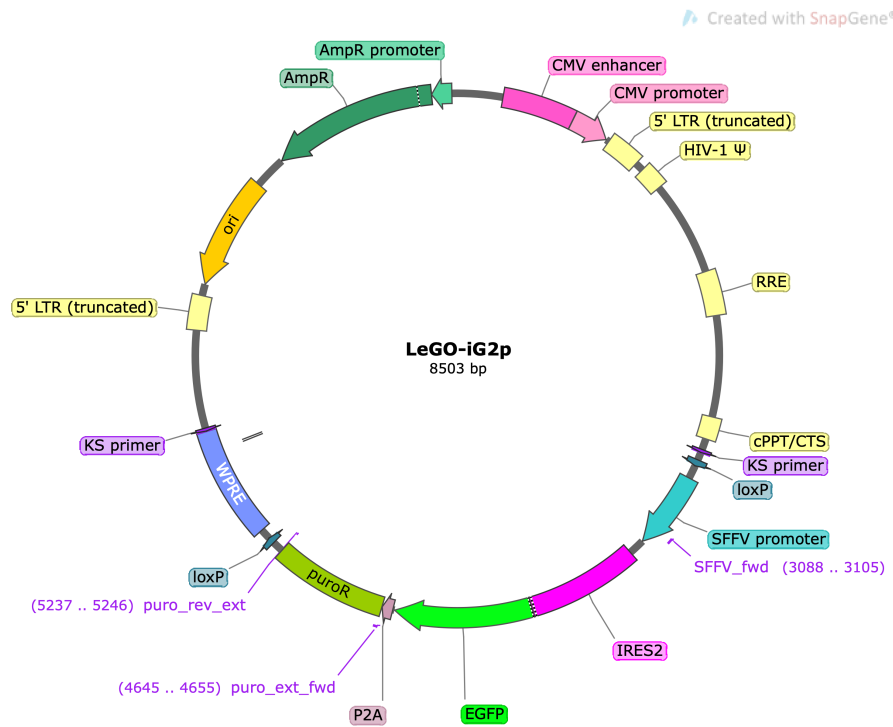 Created with SnapGene®
AmpR promoter
AmpR
CMV enhancer
CMV promoter
5' LTR (truncated)
HIV-1 Ψ
ori
RRE
5' LTR (truncated)
LeGO-iG2p
8503 bp
cPPT/CTS
KS primer
KS primer
loxP
WPRE
SFFV promoter
SFFV_fwd (3088 .. 3105)
loxP
puroR
(5237 .. 5246) puro_rev_ext
IRES2
(4645 .. 4655) puro_ext_fwd
P2A
EGFP